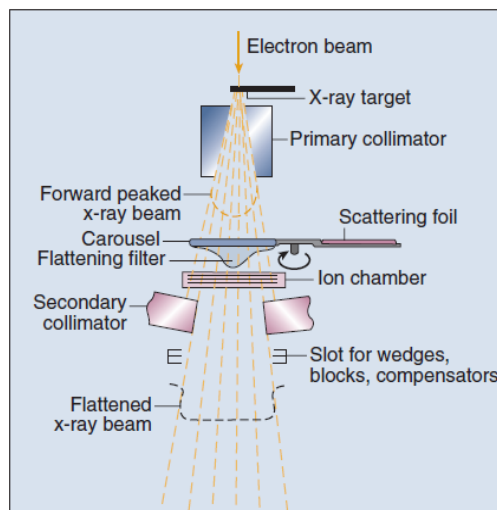 Electron beam
X-ray target
Primary collimator
Forward peaked
x-ray beam
Scattering foil
Carousel
Flattening filter
Ion chamber
Secondary
collimator
Slot for wedges,
blocks, compensators
Flattened
x-ray beam